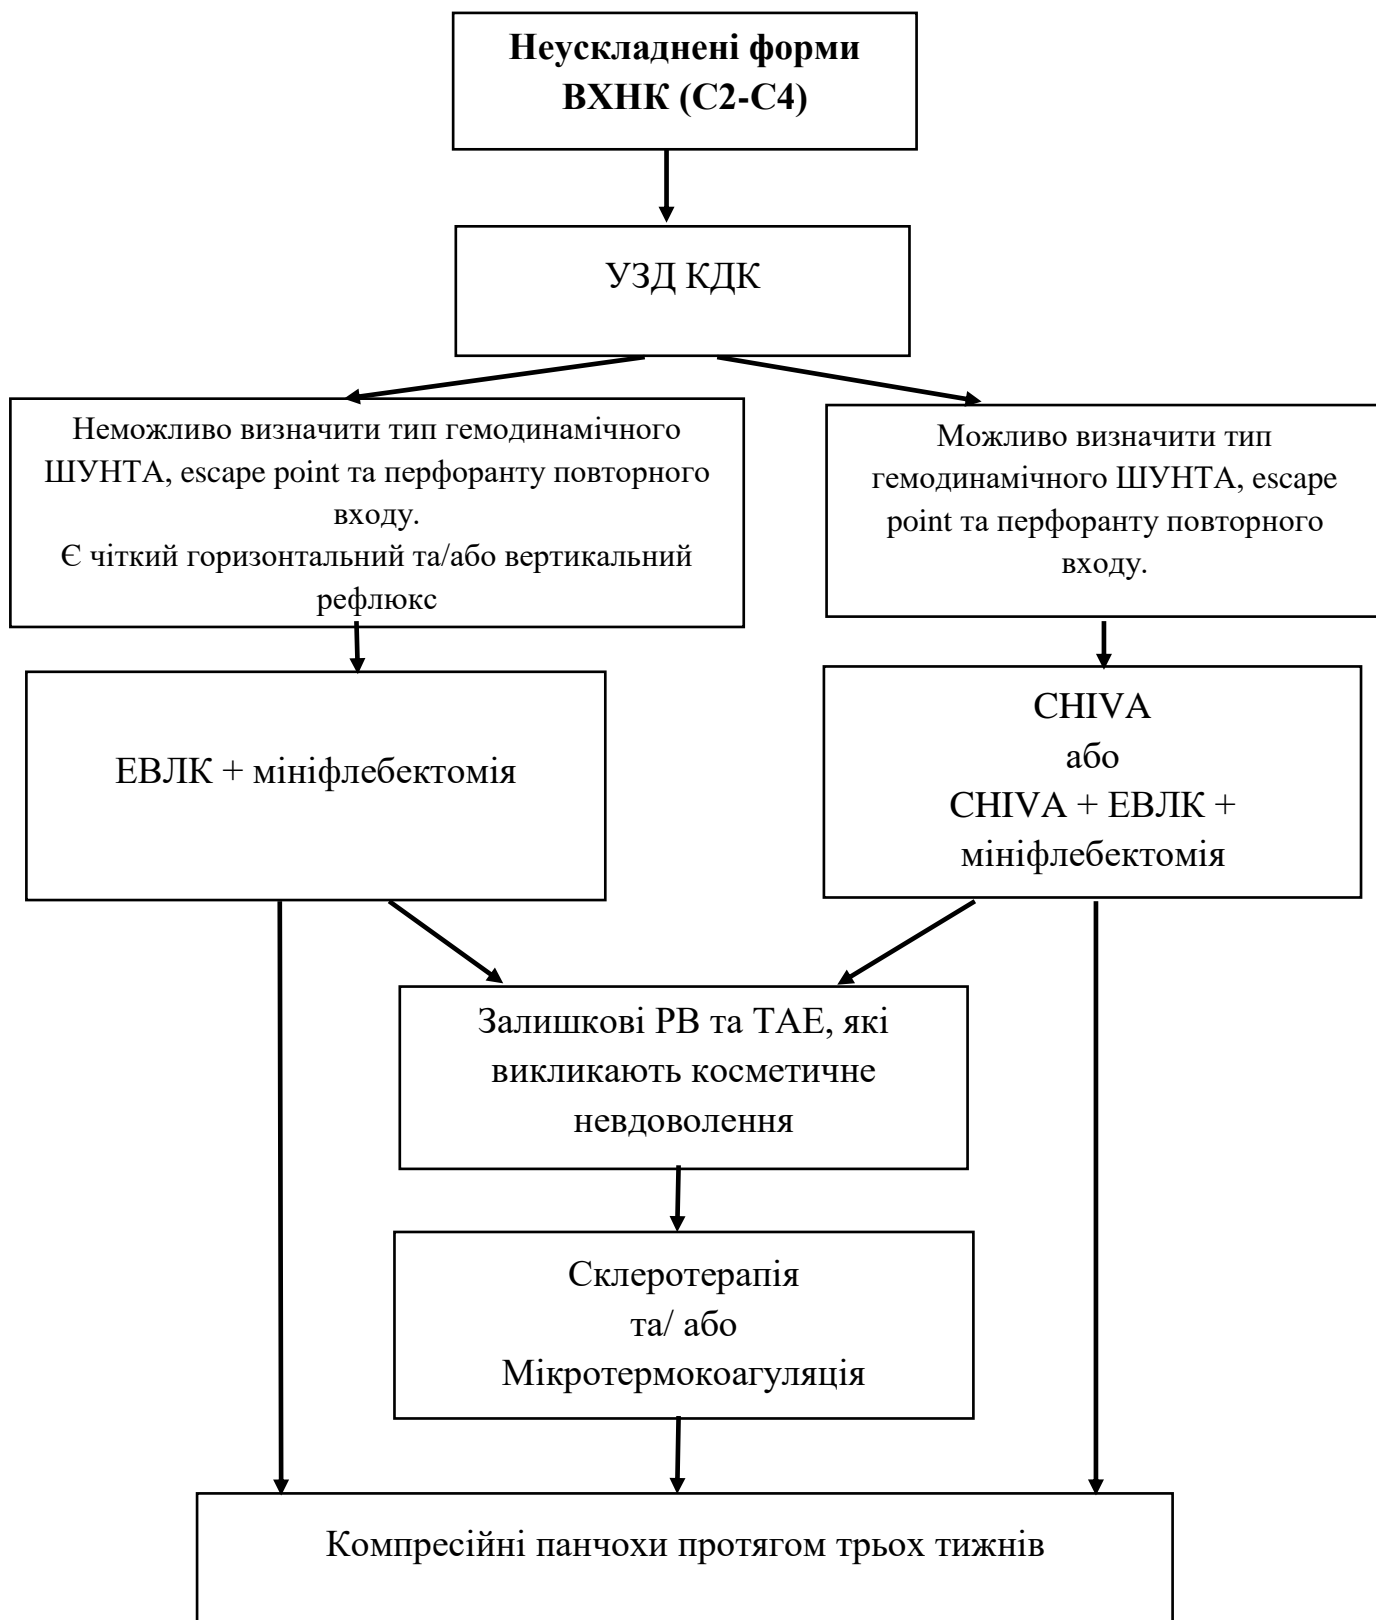 Неускладнені форми
ВХНК (С2-С4)
УЗД КДК
Неможливо визначити тип гемодинамічного
ШУНТА, escape point та перфоранту повторного
входу.
Є чіткий горизонтальний та/або вертикальний
рефлюкс
Можливо визначити тип
гемодинамічного ШУНТА, escape
point та перфоранту повторного
входу.
ЕВЛК + мініфлебектомія
CHIVA
або
CHIVA + ЕВЛК +
мініфлебектомія
Залишкові РВ та ТАЕ, які
викликають косметичне
невдоволення
Склеротерапія
та/ або
Мікротермокоагуляція
Компресійні панчохи протягом трьох тижнів